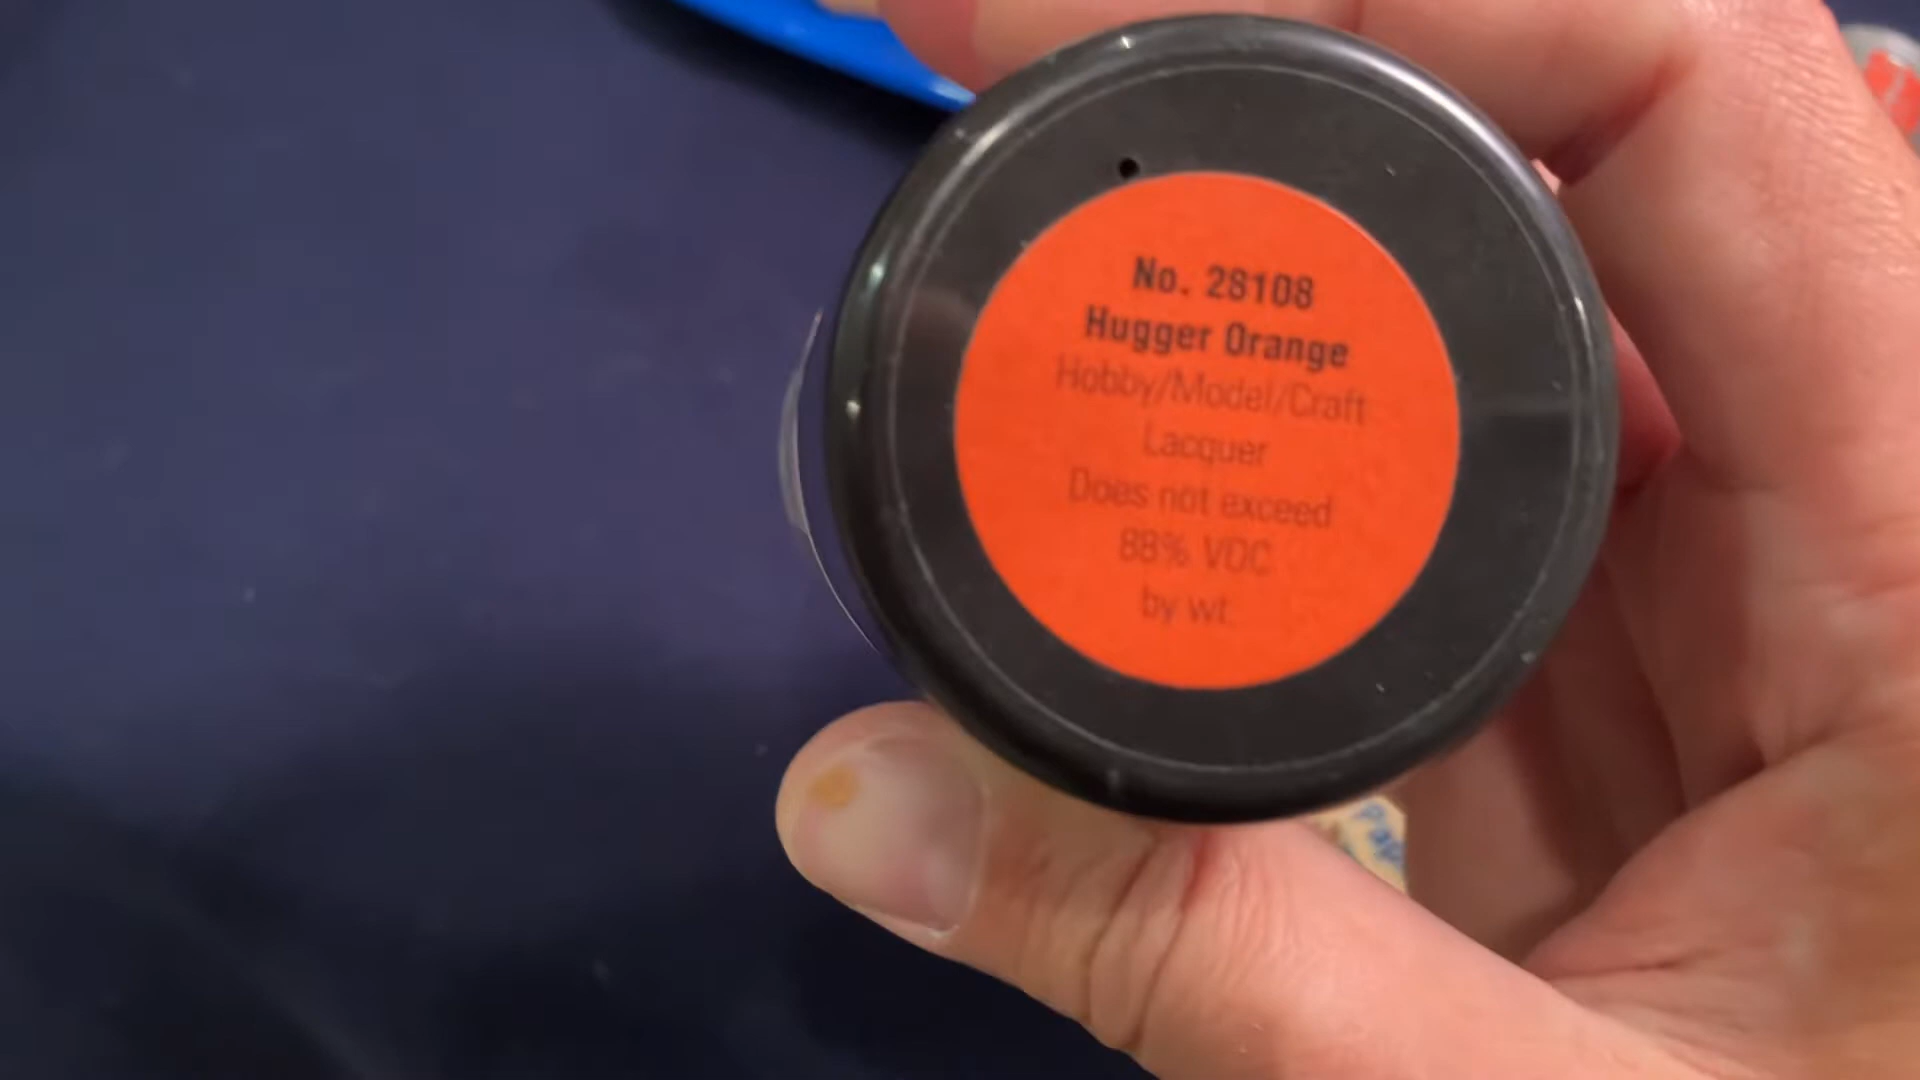 No. 28108
Hugger Orange
Hobby/Model/Craft
Lacquer
Does not exceed
88% VOC
by wt.